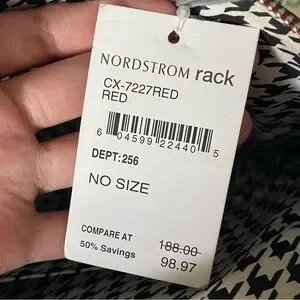 NORDSTROM rack
CX-7227RED
RED
6 04599 22440 5
DEPT:256
NO SIZE
COMPARE AT 188.00
50% Savings 98.97